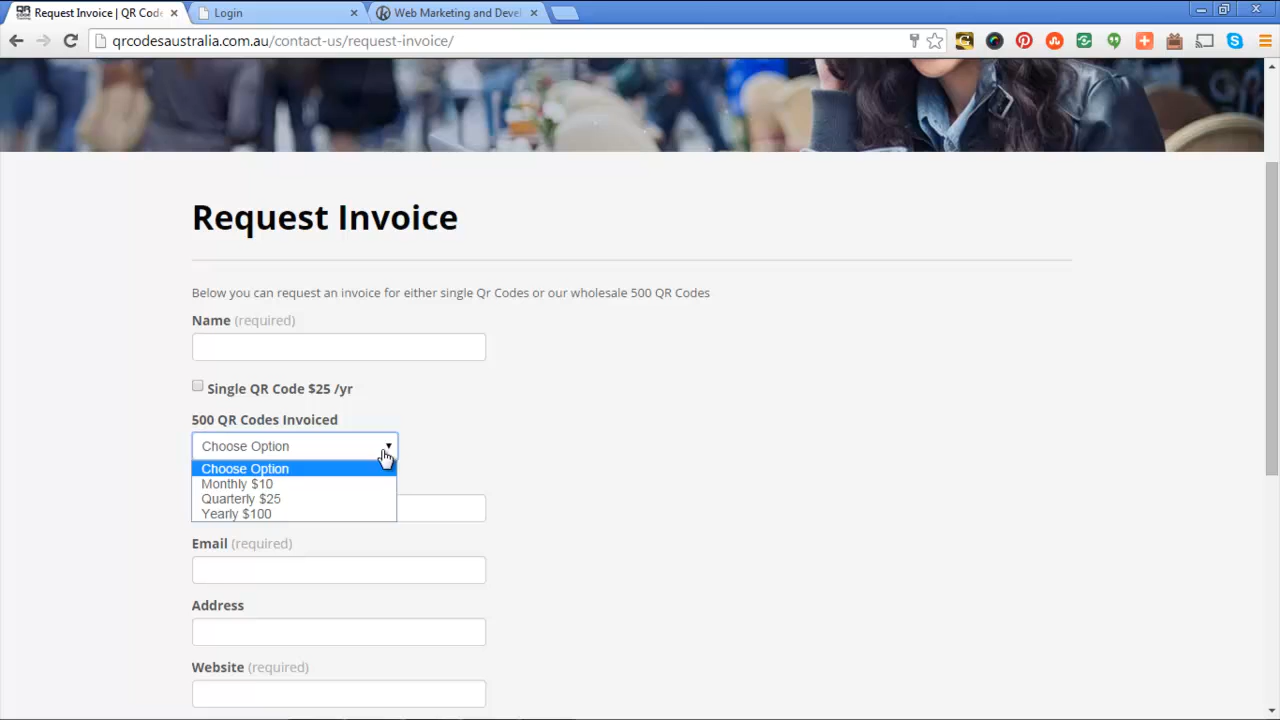 Request Invoice | QR Code
Login
Web Marketing and Devel
qrcodesaustralia.com.au/contact-us/request-invoice/
Request Invoice
Below you can request an invoice for either single Qr Codes or our wholesale 500 QR Codes
Name (required)
Single QR Code $25 /yr
500 QR Codes Invoiced
Choose Option
Choose Option
Monthly $10
Quarterly $25
Yearly $100
Email (required)
Address
Website (required)